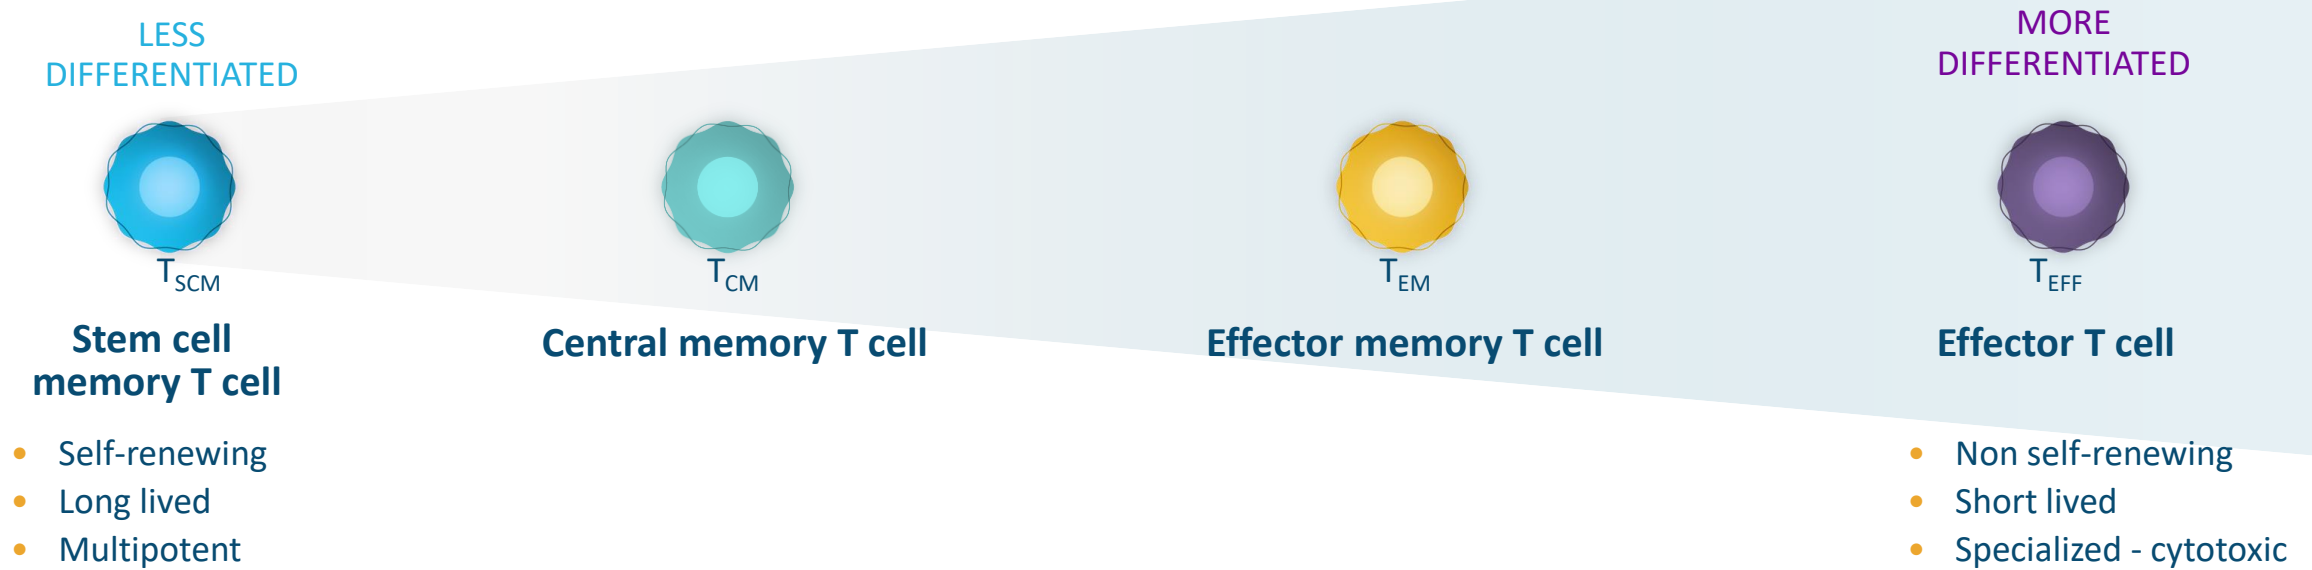 LESS
DIFFERENTIATED
MORE
DIFFERENTIATED
TSCM
TCM
TEM
TEFF
Stem cell
memory T cell
Central memory T cell
Effector memory T cell
Effector T cell
• Self-renewing
• Long lived
• Multipotent
• Non self-renewing
• Short lived
• Specialized - cytotoxic